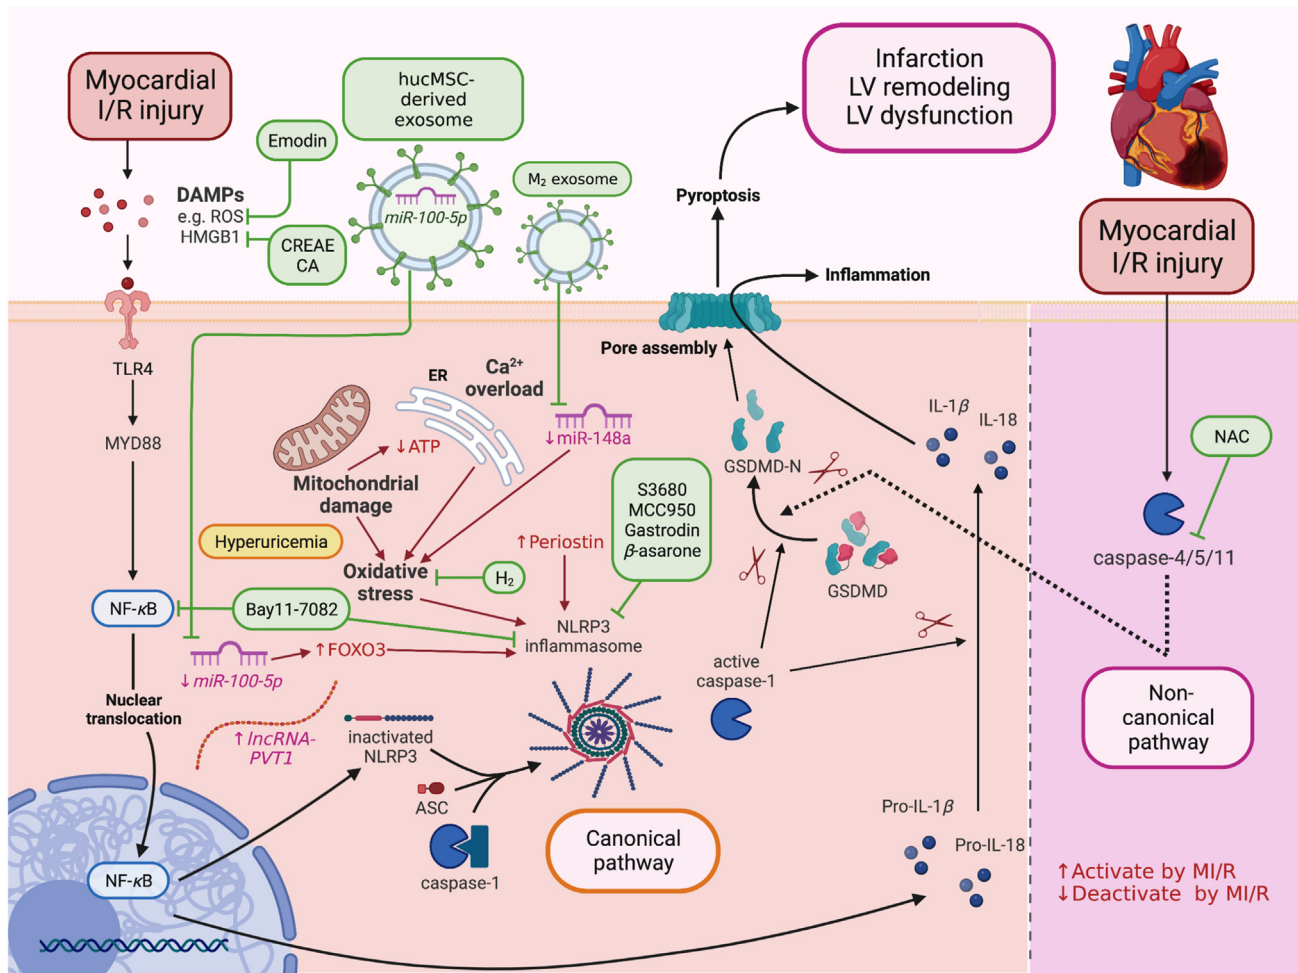 Myocardial
I/R injury
hucMSC-
derived
exosome
Emodin
DAMPs
e.g. ROS
HMGB1
CREAE
CA
miR-100-5p
M2 exosome
Infarction
LV remodeling
LV dysfunction
Pyroptosis
Inflammation
Myocardial
I/R injury
TLR4
MYD88
Pore assembly
ER
Ca2+
overload
↓miR-148a
↓ATP
Mitochondrial
damage
Hyperuricemia
Oxidative
stress
H2
↑Periostin
S3680
MCC950
Gastrodin
β-asarone
GSDMD-N
GSDMD
IL-1β
IL-18
NAC
caspase-4/5/11
NF-κB
Bay11-7082
NLRP3
inflammasome
↑FOXO3
↓miR-100-5p
Nuclear
translocation
↑lncRNA-
PVT1
inactivated
NLRP3
ASC
caspase-1
active
caspase-1
Canonical
pathway
Non-
canonical
pathway
Pro-IL-1β
Pro-IL-18
NF-κB
↑Activate by MI/R
↓Deactivate by MI/R